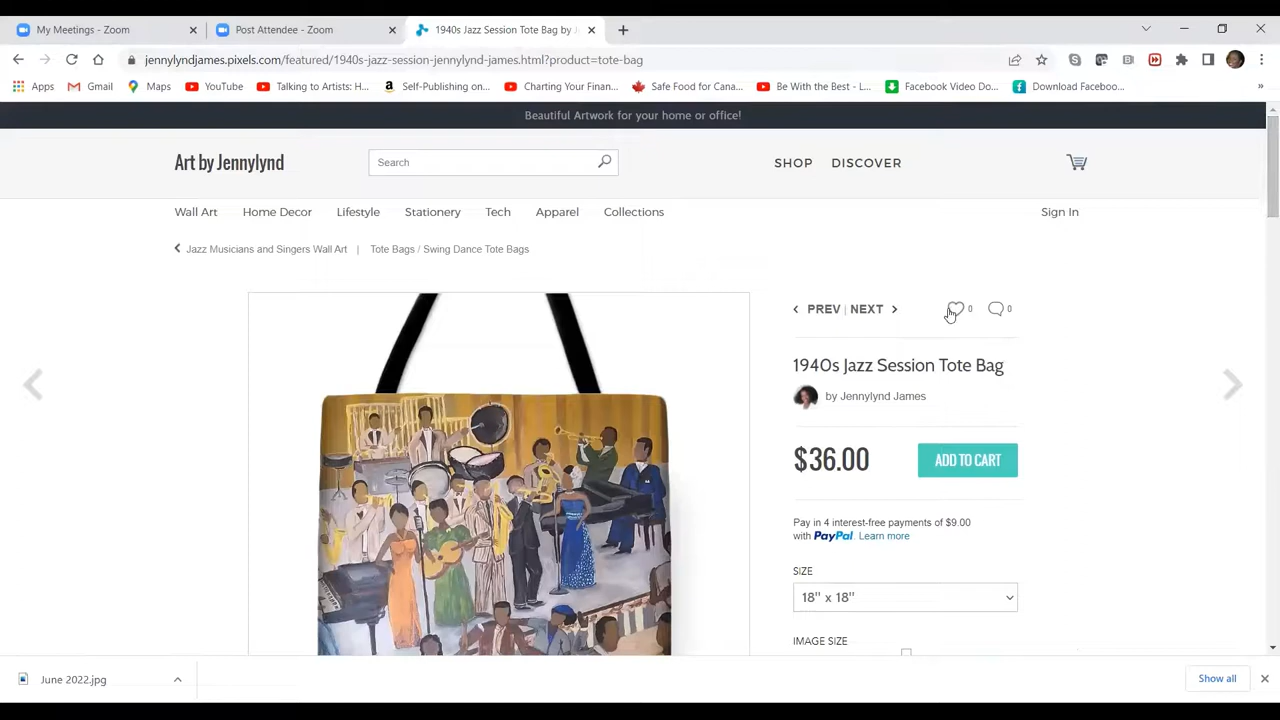 My Meetings - Zoom
Post Attendee - Zoom
1940s Jazz Session Tote Bag by J
jennylyndjames.pixels.com/featured/1940s-jazz-session-jennylynd-james.html?product=tote-bag
Apps
Gmail
Maps
YouTube
Talking with Artists: H...
Self-Publishing on...
Charting Your Finan...
Safe Food for Cana...
Be With the Best - L...
Facebook Video Do...
Download Faceboo...
»
Beautiful Artwork for your home or office!
Art by Jennylynd
Search
SHOP
DISCOVER
Wall Art
Home Decor
Lifestyle
Stationery
Tech
Apparel
Collections
Sign In
Jazz Musicians and Singers Wall Art | Tote Bags / Swing Dance Tote Bags
PREV | NEXT
0
0
1940s Jazz Session Tote Bag
by Jennylynd James
$36.00
ADD TO CART
Pay in 4 interest-free payments of $9.00
with PayPal. Learn more
SIZE
18" x 18"
IMAGE SIZE
June 2022.jpg
Show all